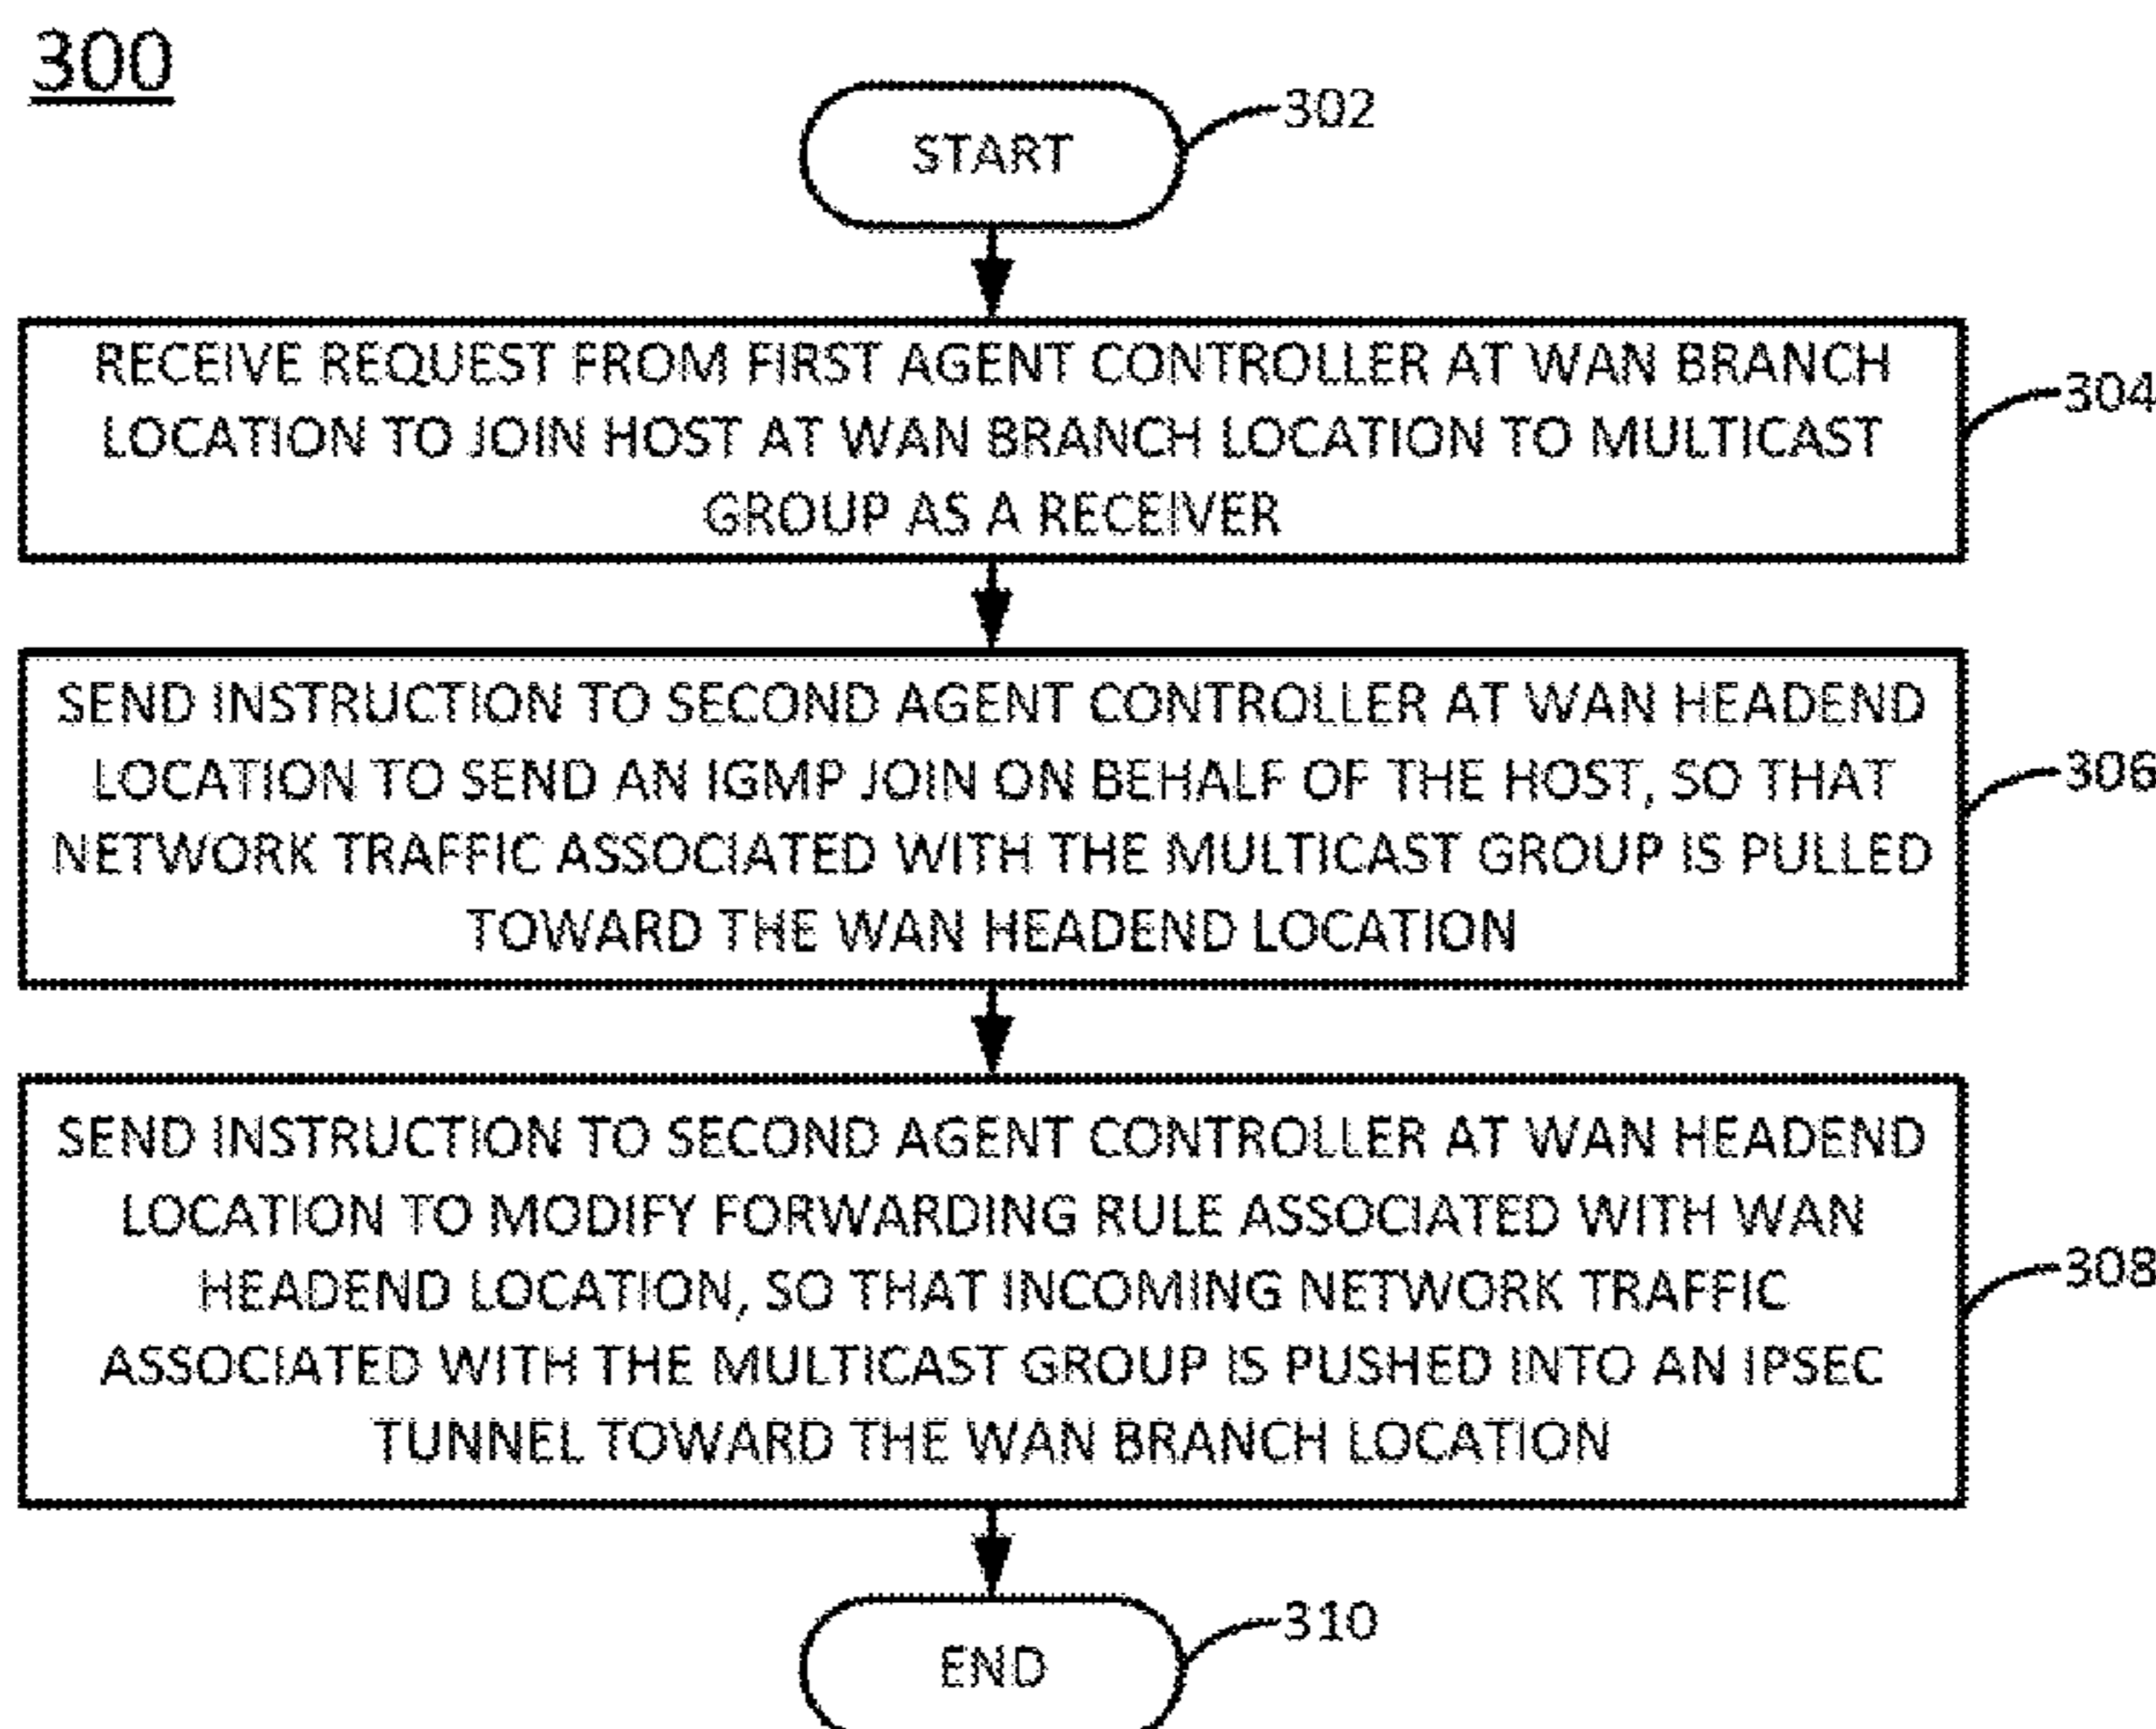 300
START
302
RECEIVE REQUEST FROM FIRST AGENT CONTROLLER AT WAN BRANCH
LOCATION TO JOIN HOST AT WAN BRANCH LOCATION TO MULTICAST
GROUP AS A RECEIVER
304
SEND INSTRUCTION TO SECOND AGENT CONTROLLER AT WAN HEADEND
LOCATION TO SEND AN IGMP JOIN ON BEHALF OF THE HOST, SO THAT
NETWORK TRAFFIC ASSOCIATED WITH THE MULTICAST GROUP IS PULLED
TOWARD THE WAN HEADEND LOCATION
306
SEND INSTRUCTION TO SECOND AGENT CONTROLLER AT WAN HEADEND
LOCATION TO MODIFY FORWARDING RULE ASSOCIATED WITH WAN
HEADEND LOCATION, SO THAT INCOMING NETWORK TRAFFIC
ASSOCIATED WITH THE MULTICAST GROUP IS PUSHED INTO AN IPSEC
TUNNEL TOWARD THE WAN BRANCH LOCATION
308
END
310